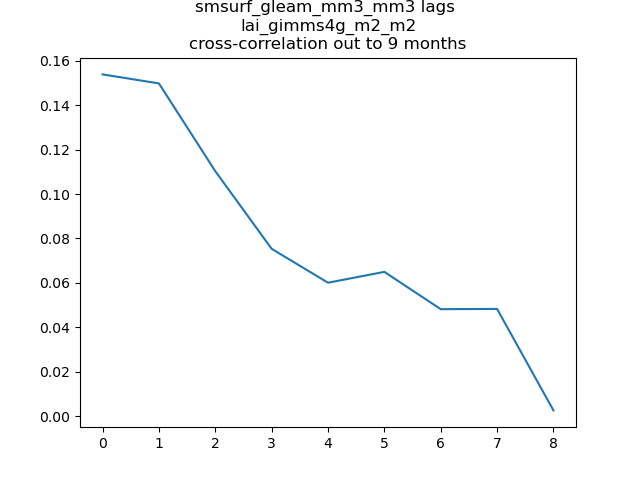 smsurf_gleam_mm3_mm3 lags
lai_gimms4g_m2_m2
cross-correlation out to 9 months
0.16
0.14
0.12
0.10
0.08
0.06
0.04
0.02
0.00
0 1 2 3 4 5 6 7 8